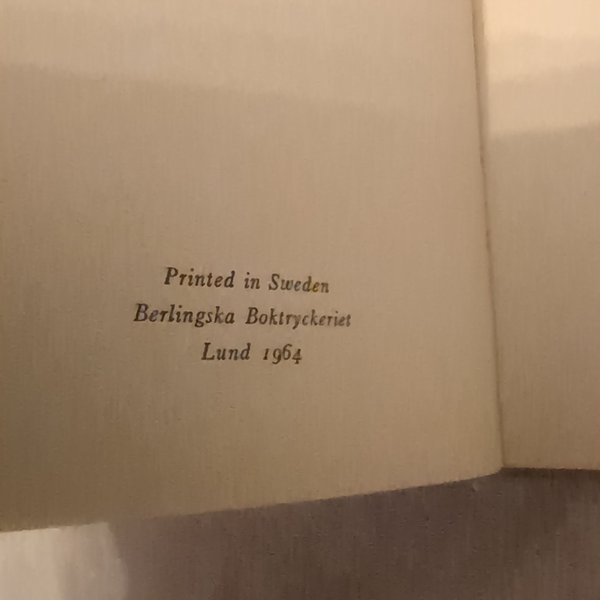 Printed in Sweden
Berlingska Boktryckeriet
Lund 1964